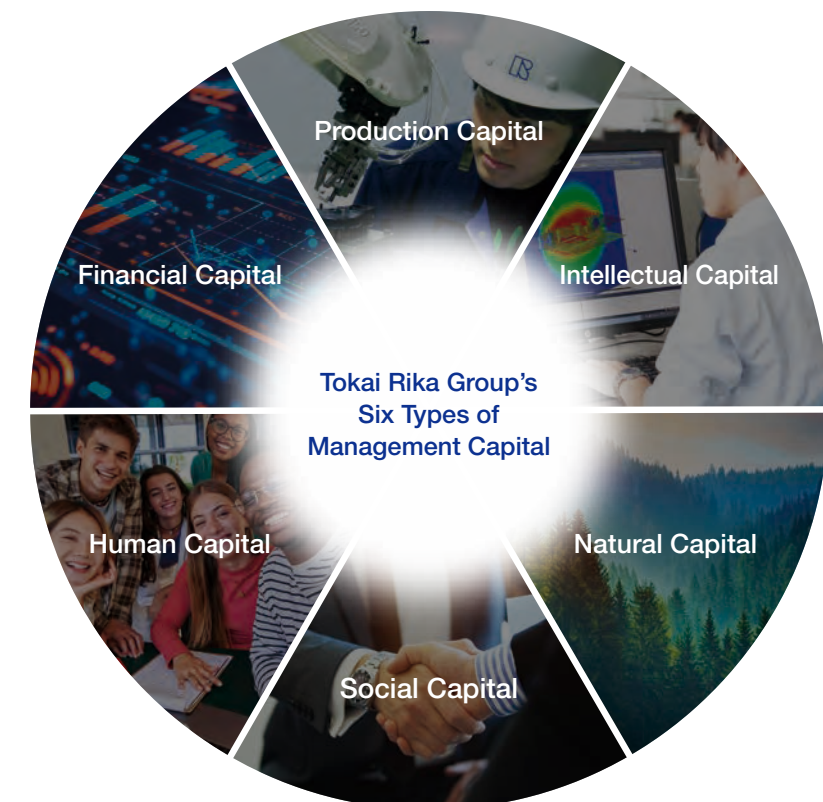 Production Capital
Financial Capital
Intellectual Capital
Tokai Rika Group's
Six Types of
Management Capital
Human Capital
Natural Capital
Social Capital